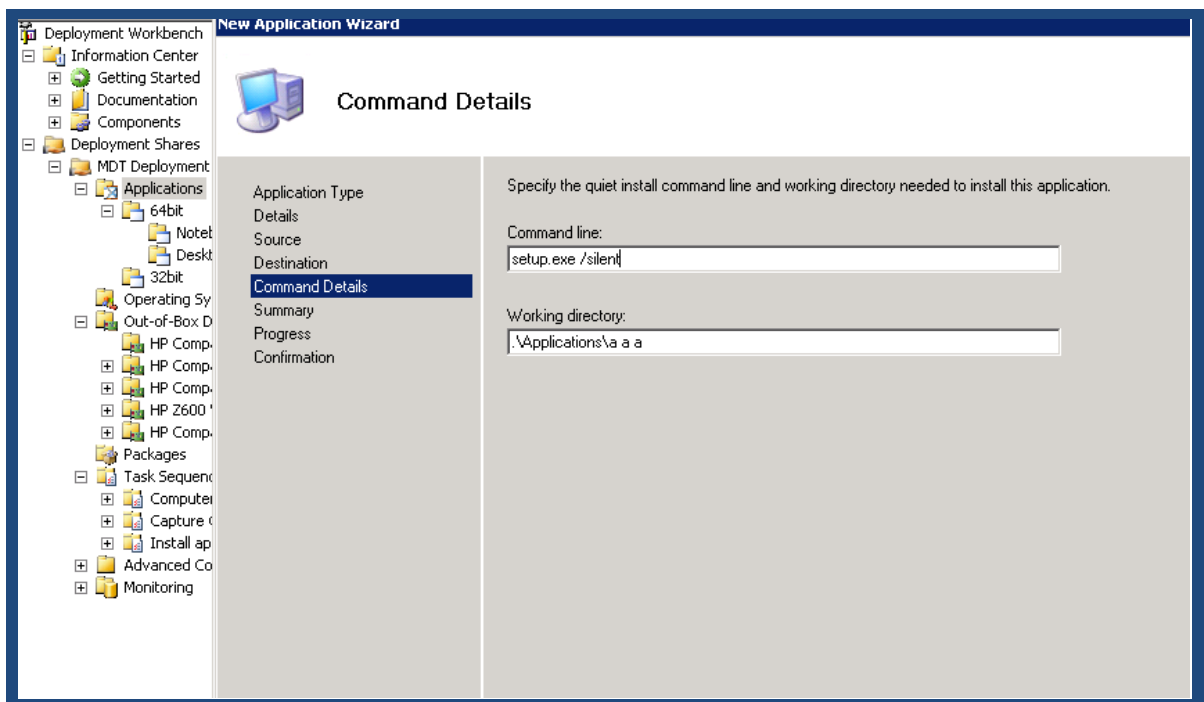 Deployment Workbench
Information Center
Getting Started
Documentation
Components
Deployment Shares
MDT Deployment
Applications
64bit
Noteb
Deskt
32bit
Operating Sy
Out-of-Box D
HP Comp
HP Comp
HP Comp
HP Z600
HP Comp
Packages
Task Sequenc
Computer
Capture
Install ap
Advanced Co
Monitoring
New Application Wizard
Command Details
Application Type
Details
Source
Destination
Command Details
Summary
Progress
Confirmation
Specify the quiet install command line and working directory needed to install this application.
Command line:
setup.exe /silent
Working directory:
.\Applications\a a a